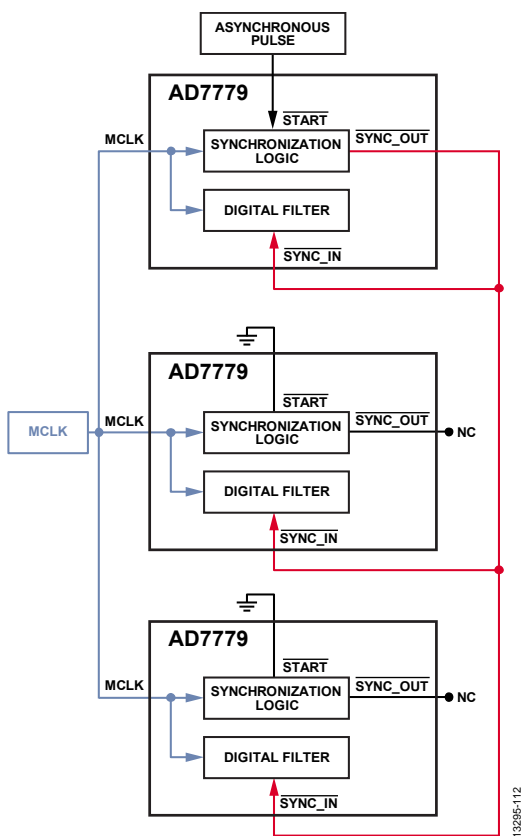 ASYNCHRONOUS
PULSE
AD7779
START
MCLK
SYNCHRONIZATION
LOGIC
SYNC_OUT
DIGITAL FILTER
SYNC_IN
AD7779
START
MCLK
MCLK
SYNCHRONIZATION
LOGIC
SYNC_OUT
NC
DIGITAL FILTER
SYNC_IN
AD7779
START
MCLK
SYNCHRONIZATION
LOGIC
SYNC_OUT
NC
DIGITAL FILTER
SYNC_IN
13295-112